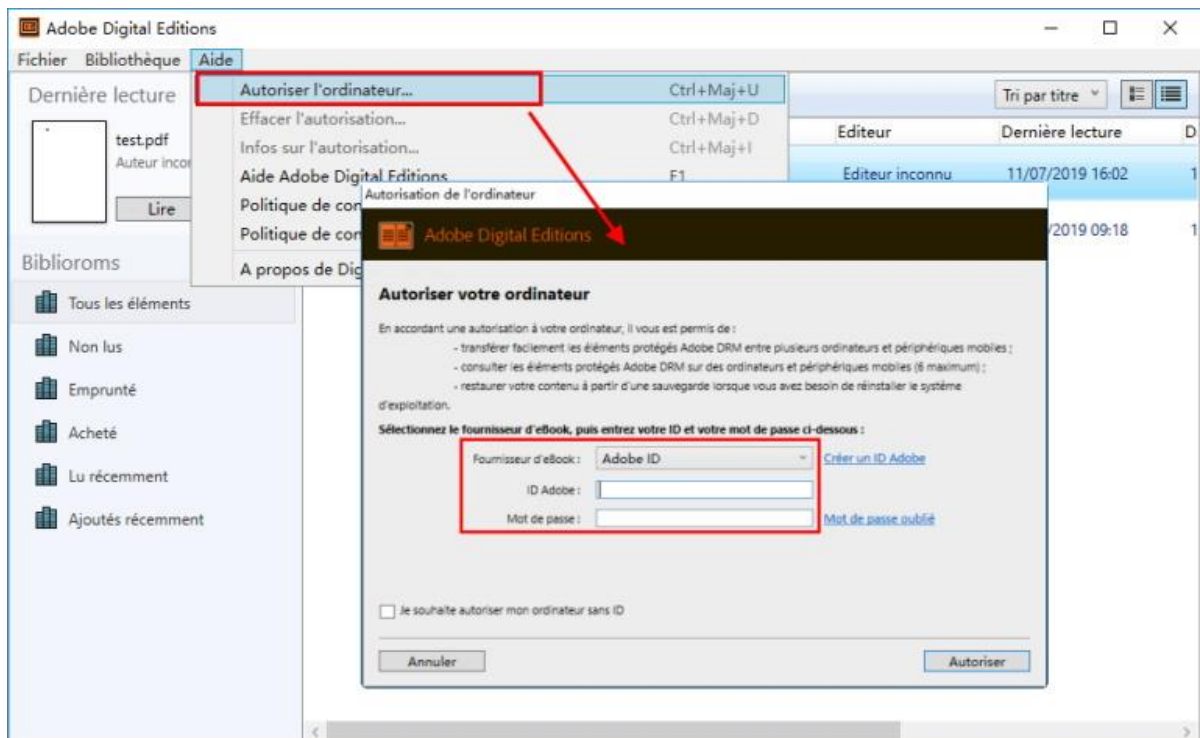 Adobe Digital Editions
Fichier Bibliothèque Aide
Dernière lecture
test.pdf
Auteur incon
Lire
Autoriser l'ordinateur... Ctrl+Maj+U
Effacer l'autorisation... Ctrl+Maj+D
Infos sur l'autorisation... Ctrl+Maj+I
Aide Adobe Digital Editions F1
Politique de con
Politique de con
A propos de Dig
Tri par titre
Editeur Dernière lecture D
Editeur inconnu 11/07/2019 16:02 1
/2019 09:18 1
Biblioroms
Tous les éléments
Non lus
Emprunté
Acheté
Lu récemment
Ajoutés récemment
Autorisation de l'ordinateur
Adobe Digital Editions
Autoriser votre ordinateur
En accordant une autorisation à votre ordinateur, il vous est permis de :
- transférer facilement les éléments protégés Adobe DRM entre plusieurs ordinateurs et périphériques mobiles ;
- consulter les éléments protégés Adobe DRM sur des ordinateurs et périphériques mobiles (6 maximum) ;
- restaurer votre contenu à partir d'une sauvegarde lorsque vous avez besoin de réinstaller le système
d'exploitation.
Sélectionnez le fournisseur d'eBook, puis entrez votre ID et votre mot de passe ci-dessous :
Fournisseur d'eBook : Adobe ID Créer un ID Adobe
ID Adobe :
Mot de passe : Mot de passe oublié
Je souhaite autoriser mon ordinateur sans ID
Annuler Autoriser